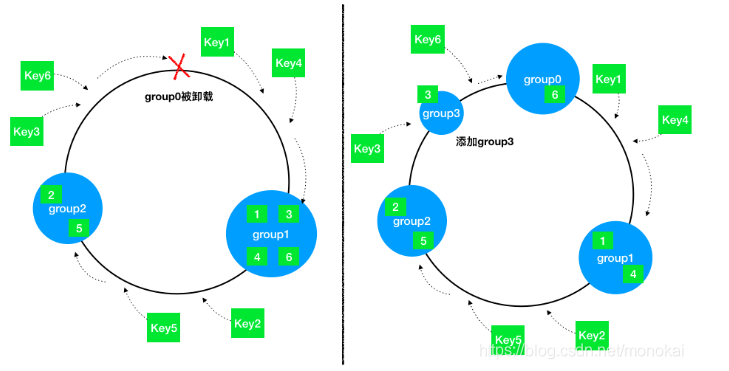 Key1
Key4
Key6
group0被卸载
Key3
2
group2
5
1
3
group1
4
6
Key5
Key2
Key6
group0
6
Key1
3
group3
Key4
添加group3
Key3
2
group2
5
1
group1
4
Key5
Key2
https://blog.csdn.net/monokai